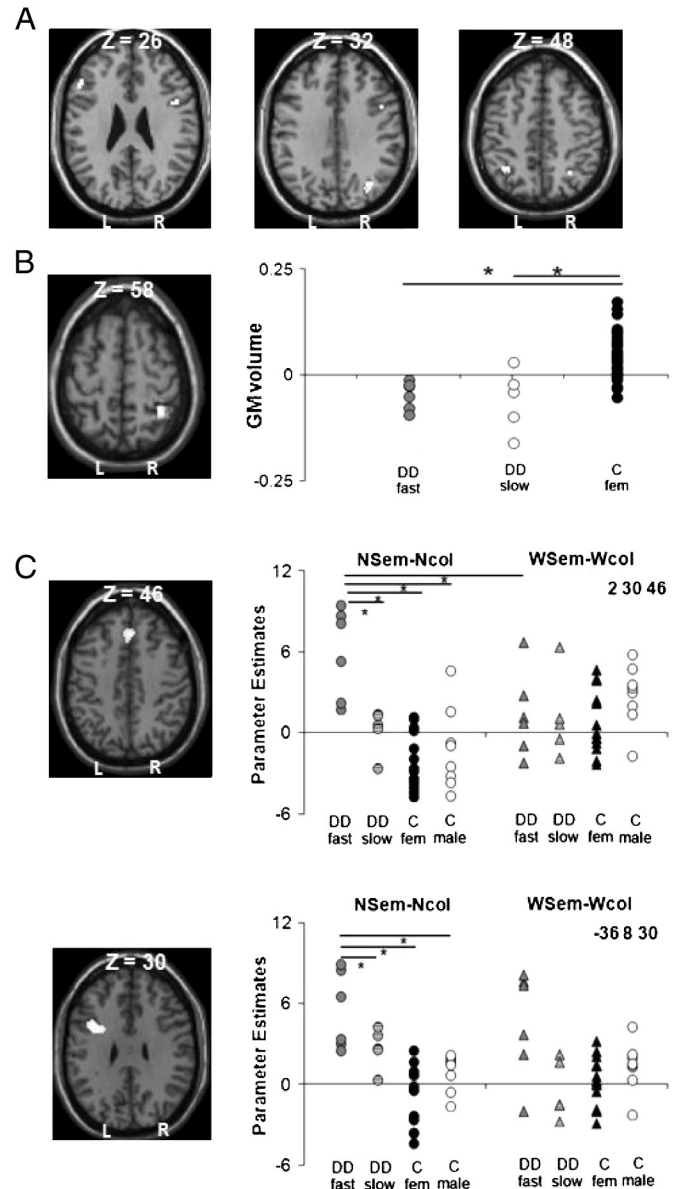 A
Z = 26 Z = 32 Z = 48
L R L R L R
B
Z = 58
L R
GM volume
0.25
0
-0.25
* *
DD fast DD slow C fem
C
Z = 46
L R
NSem-Ncol WSem-Wcol
2 30 46
Parameter Estimates
12
6
0
-6
* * * *
DD fast DD slow C fem C male DD fast DD slow C fem C male
Z = 30
L R
NSem-Ncol WSem-Wcol
-36 8 30
Parameter Estimates
12
6
0
-6
* * *
DD fast DD slow C fem C male DD fast DD slow C fem C male